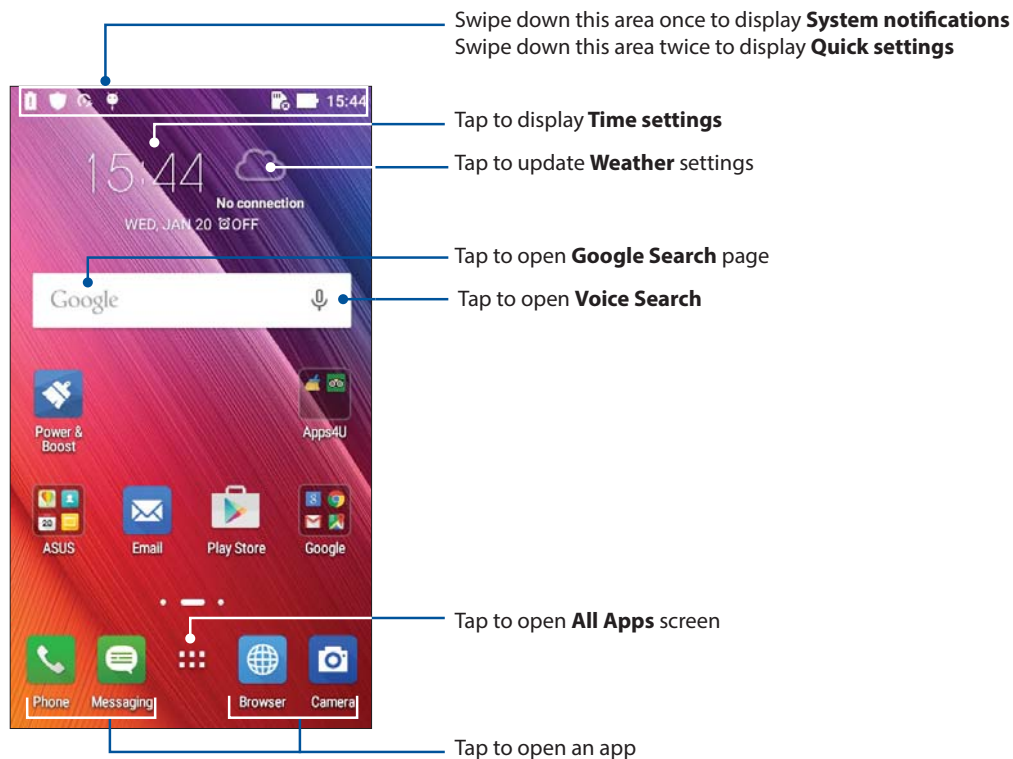 Swipe down this area once to display System notifications
Swipe down this area twice to display Quick settings
15:44
Tap to display Time settings
15:44
Tap to update Weather settings
No connection
WED, JAN 20 OFF
Tap to open Google Search page
Google
Tap to open Voice Search
Power &
Boost
Apps4U
20
ASUS
Email
Play Store
Google
Tap to open All Apps screen
Phone
Messaging
Browser
Camera
Tap to open an app